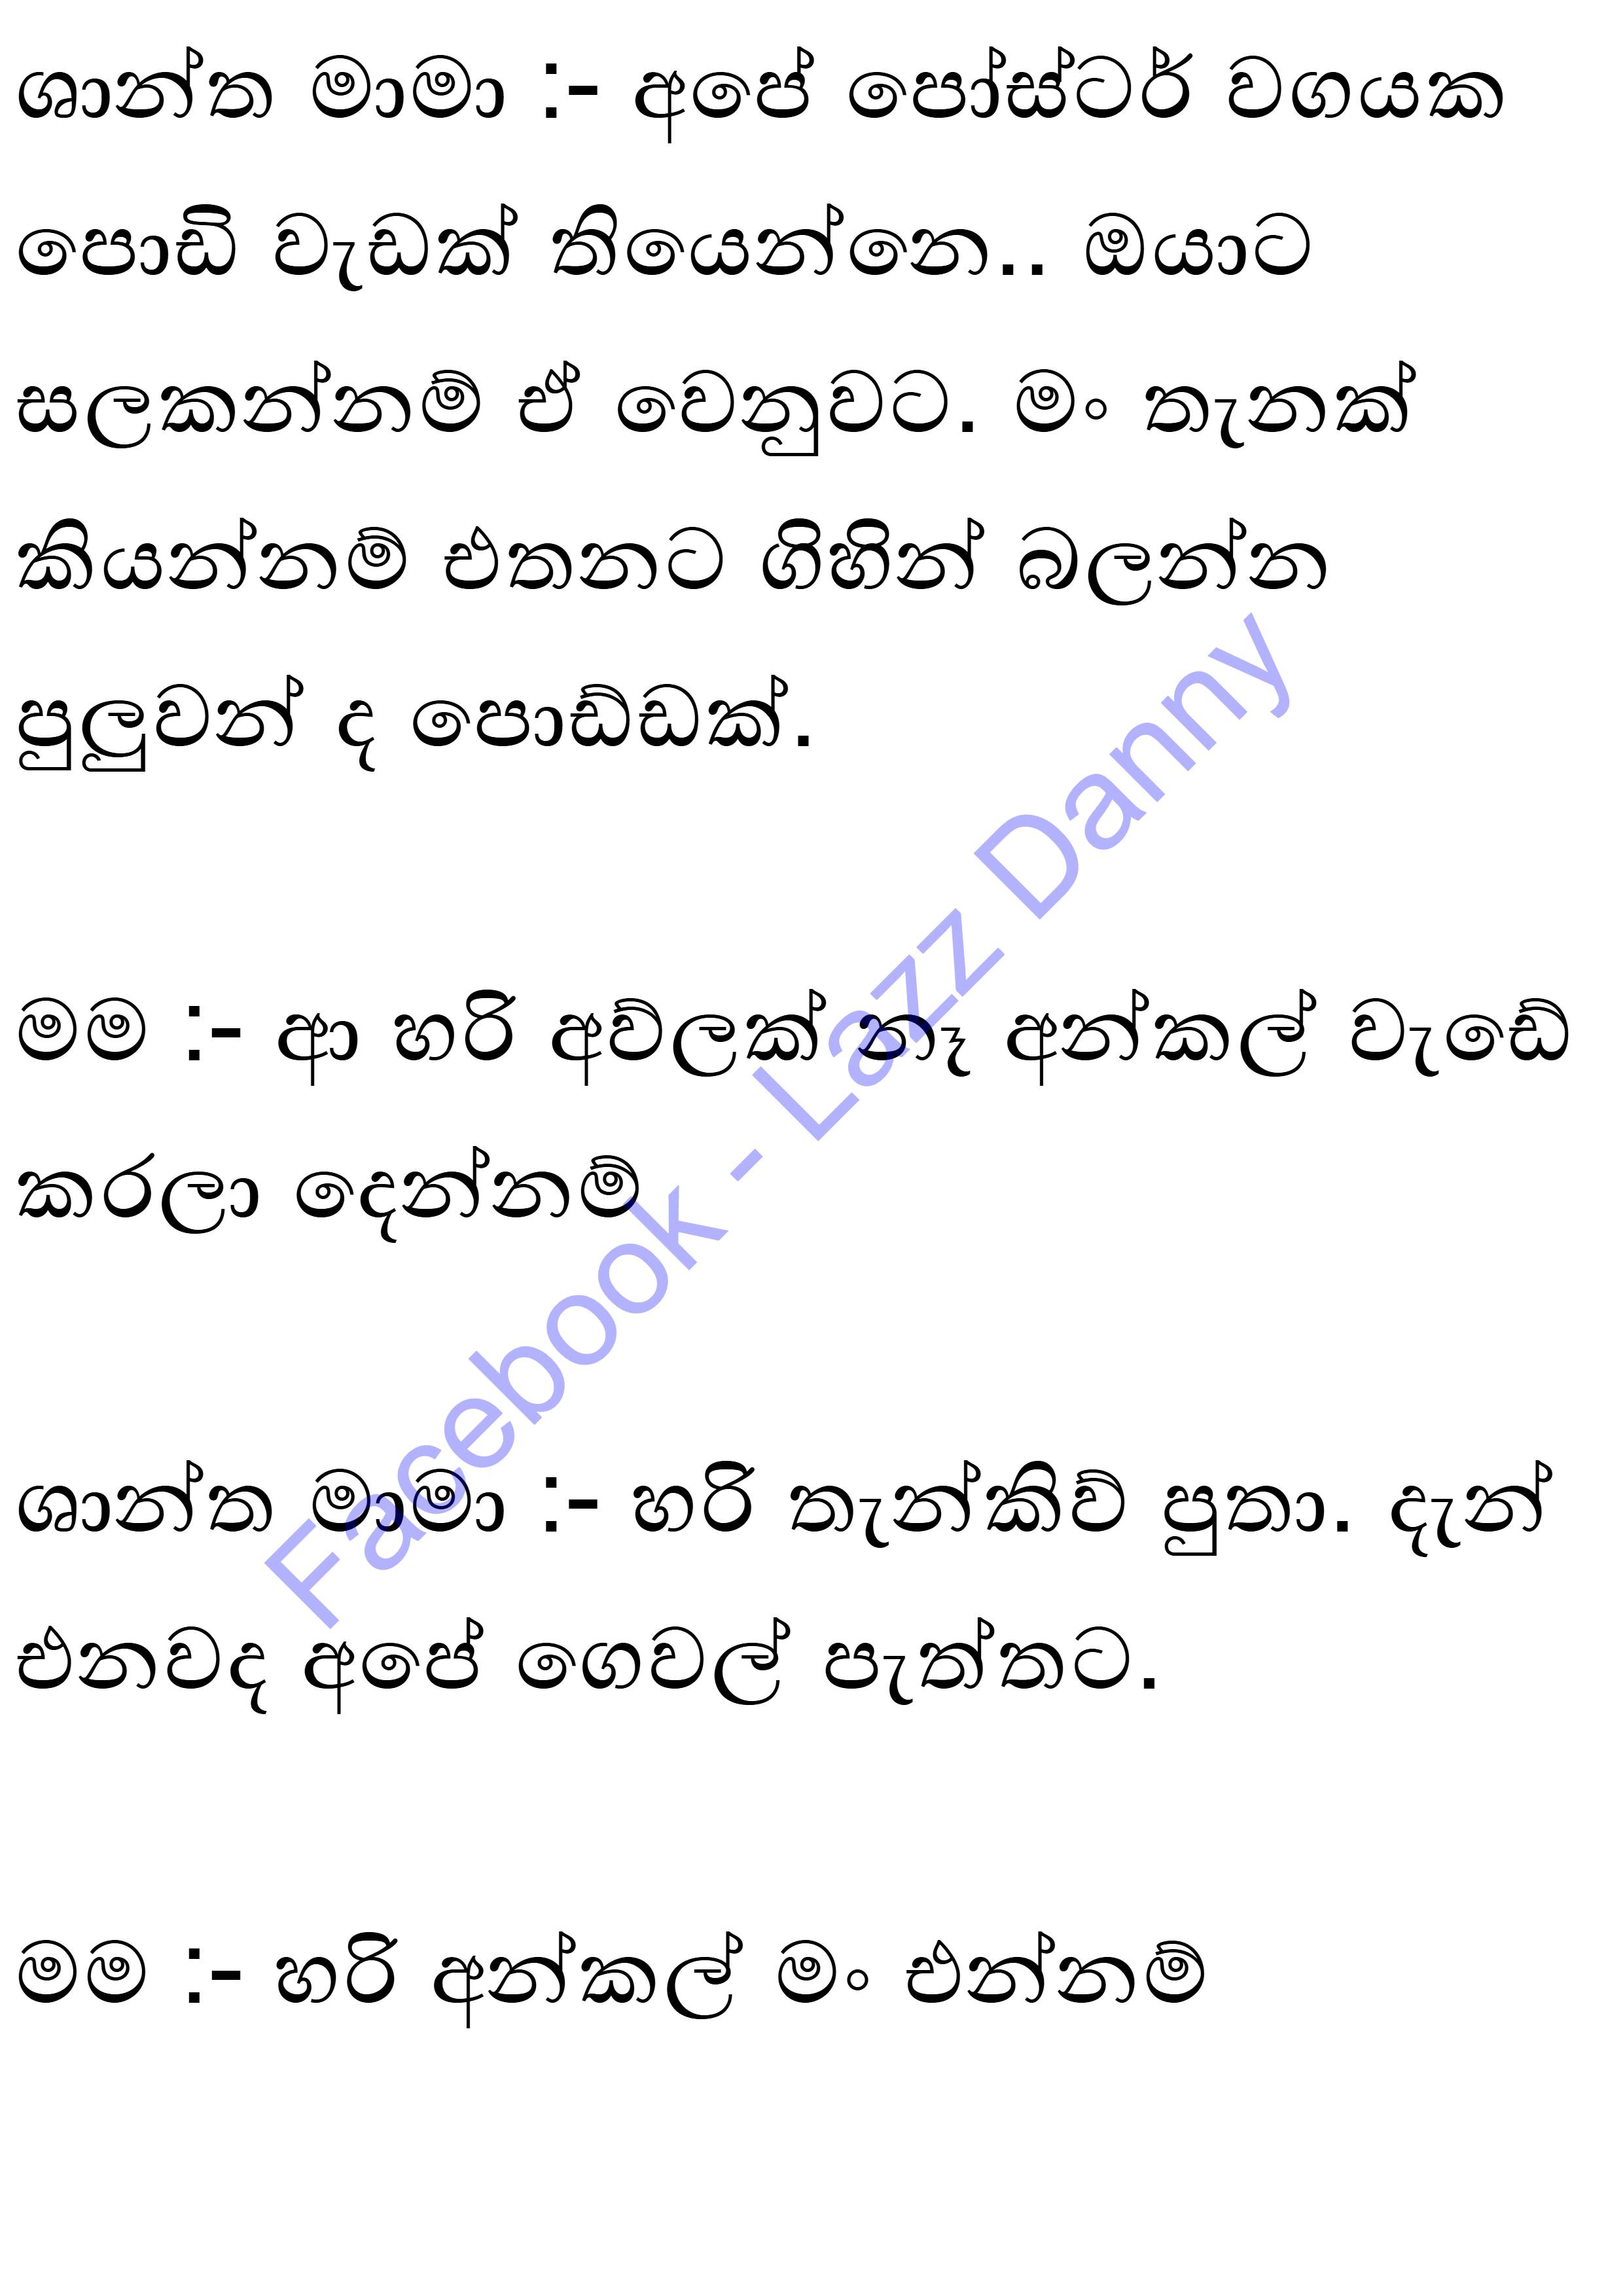 ශාන්ත මාමා :- අපේ පෝස්ටර් වගයක
පොඩි වැඩක් තියෙන්නෙ.. ඔයාට
සලකන්නම් ඒ වෙනුවට. මං තැනක්
කියන්නම් එතනට ගිහින් බලන්න
පුලුවන් ද පොඩ්ඩක්.
මම :- ආ හරි අව්ලක් නෑ අන්කල් වැඩේ
කරලා දෙන්නම්
ශාන්ත මාමා :- හරි තැන්කිව් පුතා. දැන්
එනවද අපේ ගෙවල් පැත්තට.
මම :- හරි අන්කල් මං එන්නම්
Facebook - Lazz Danny